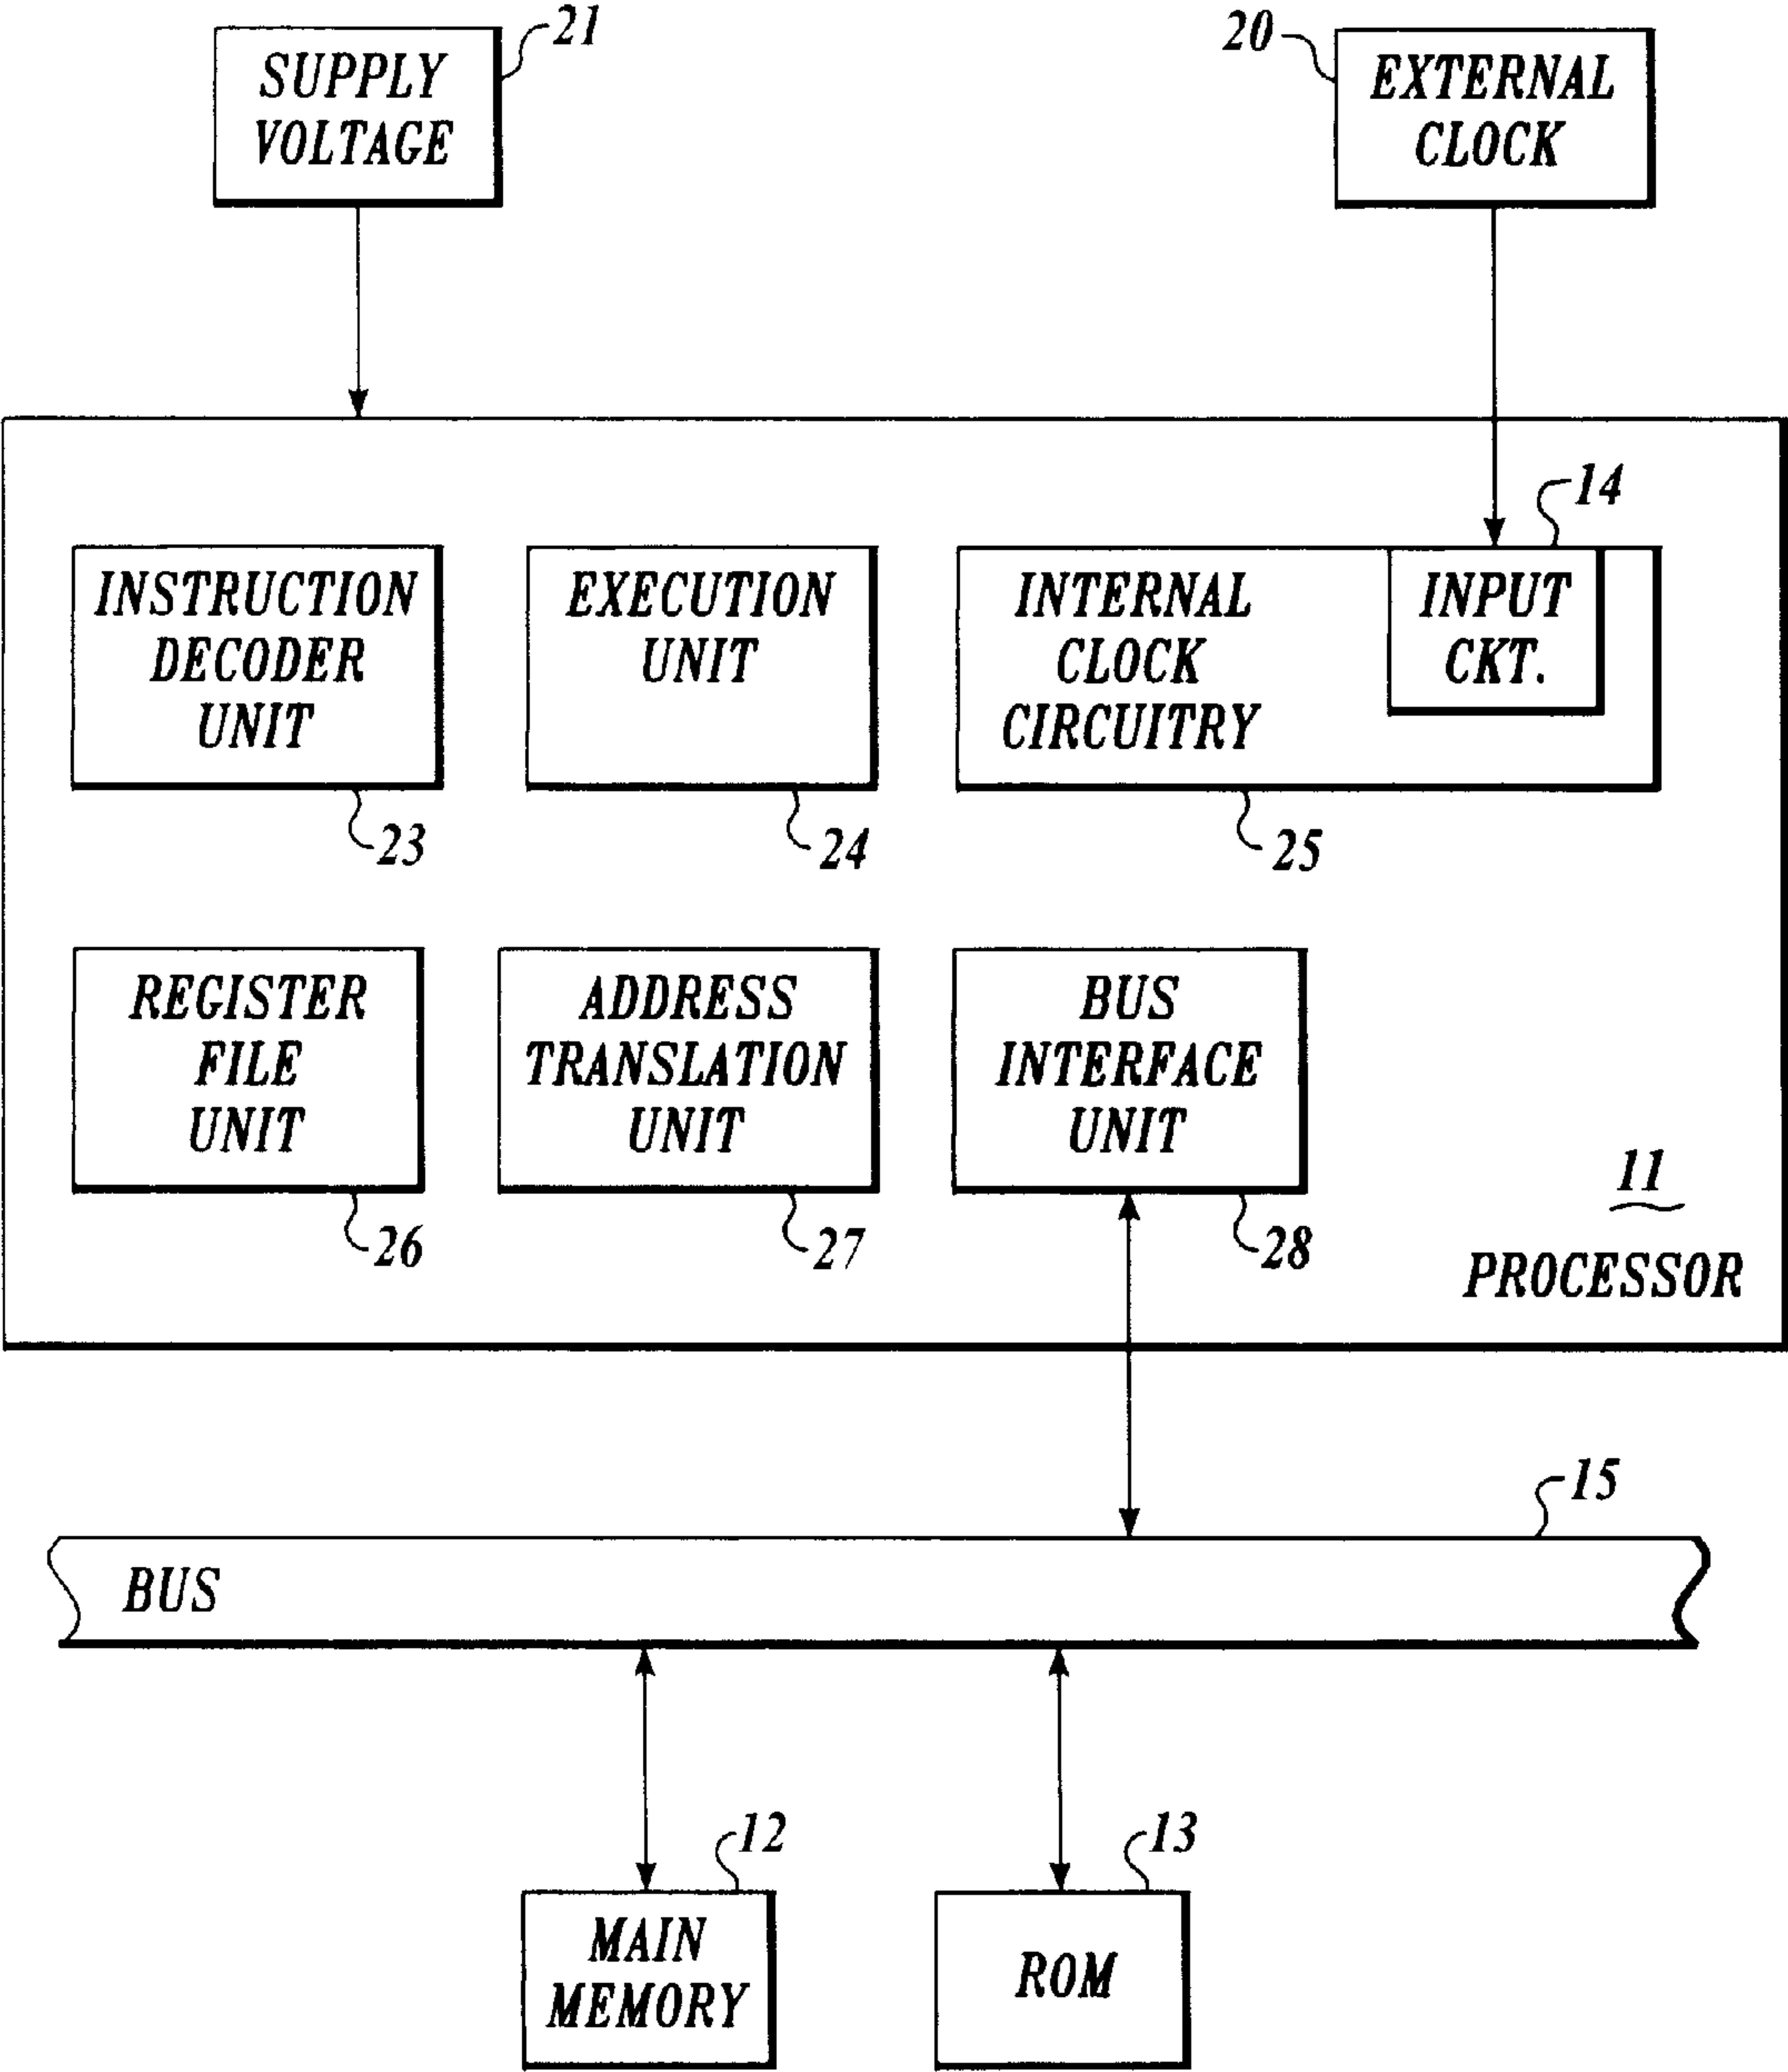 21
SUPPLY
VOLTAGE
20
EXTERNAL
CLOCK
14
INSTRUCTION
DECODER
UNIT
23
EXECUTION
UNIT
24
INTERNAL
CLOCK
CIRCUITRY
25
INPUT
CKT.
REGISTER
FILE
UNIT
26
ADDRESS
TRANSLATION
UNIT
27
BUS
INTERFACE
UNIT
28
11
PROCESSOR
15
BUS
12
MAIN
MEMORY
13
ROM